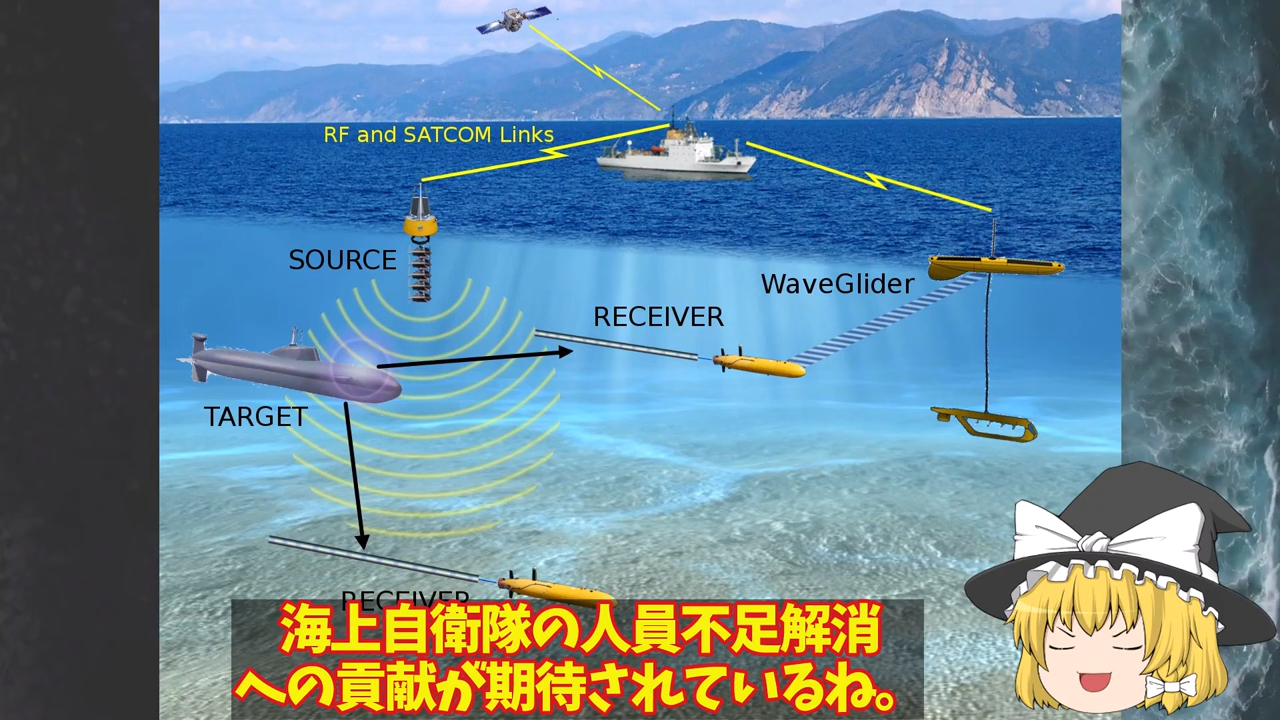 RF and SATCOM Links
SOURCE
WaveGlider
RECEIVER
TARGET
RECEIVER
海上自衛隊の人員不足解消
への貢献が期待されているね。